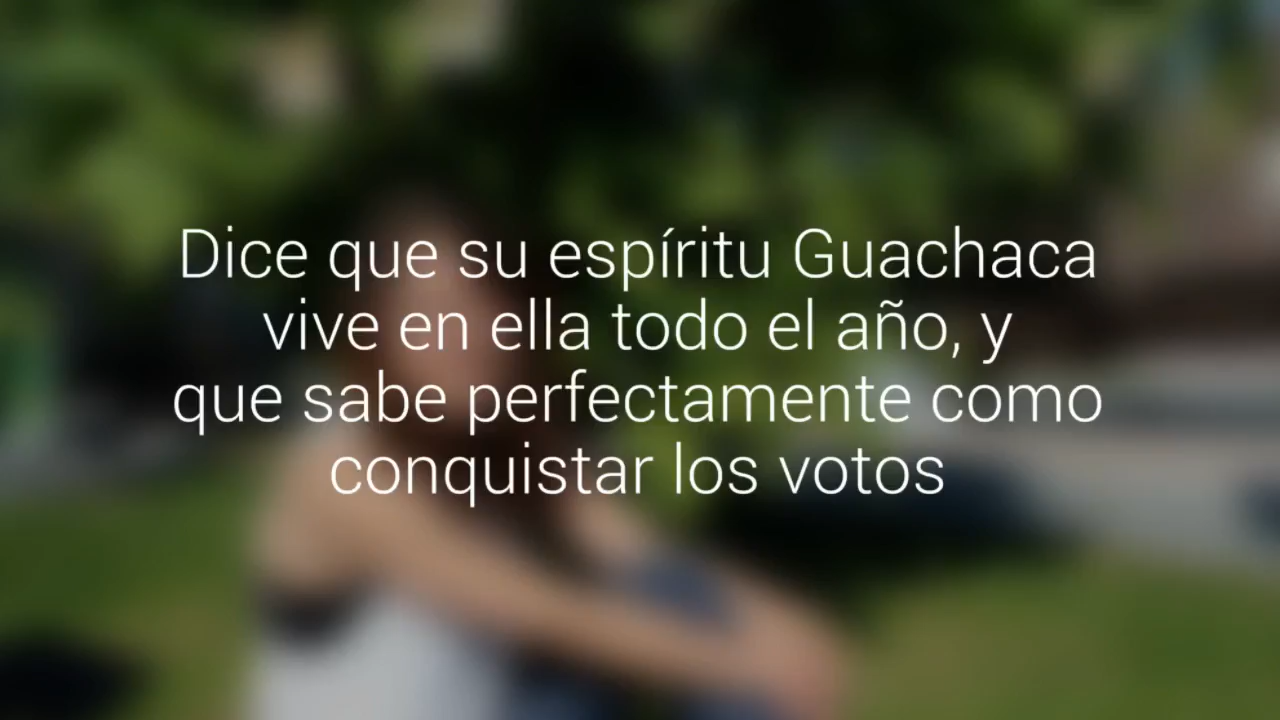 Dice que su espíritu Guachaca
vive en ella todo el año, y
que sabe perfectamente como
conquistar los votos